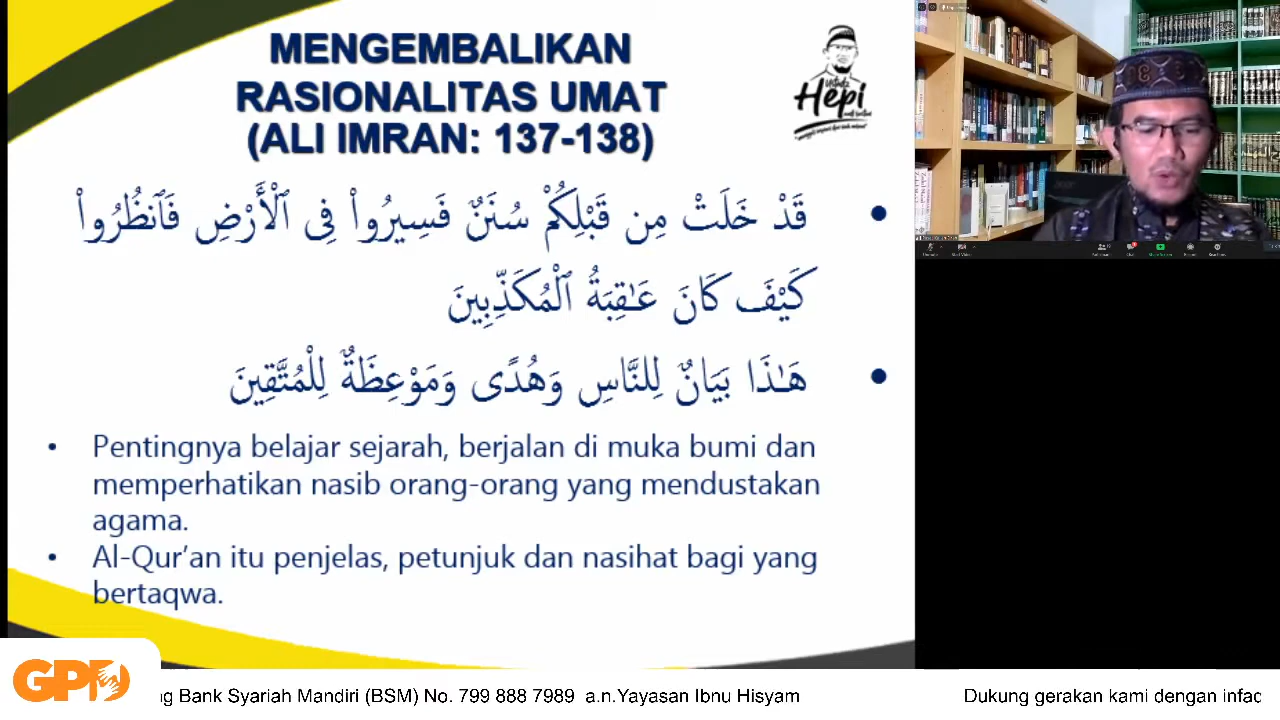 MENGEMBALIKAN
RASIONALITAS UMAT
(ALI IMRAN: 137-138)
Ustadz
Hepi
• قَدْ خَلَتْ مِن قَبْلِكُمْ سُنَنٌ فَسِيرُوا۟ فِى ٱلْأَرْضِ فَٱنظُرُوا۟
كَيْفَ كَانَ عَـٰقِبَةُ ٱلْمُكَذِّبِينَ
• هَـٰذَا بَيَانٌ لِلنَّاسِ وَهُدًى وَمَوْعِظَةٌ لِلْمُتَّقِينَ
• Pentingnya belajar sejarah, berjalan di muka bumi dan
memperhatikan nasib orang-orang yang mendustakan
agama.
• Al-Qur’an itu penjelas, petunjuk dan nasihat bagi yang
bertaqwa.
GPD
g Bank Syariah Mandiri (BSM) No. 799 888 7989 a.n.Yayasan Ibnu Hisyam
Dukung gerakan kami dengan infac